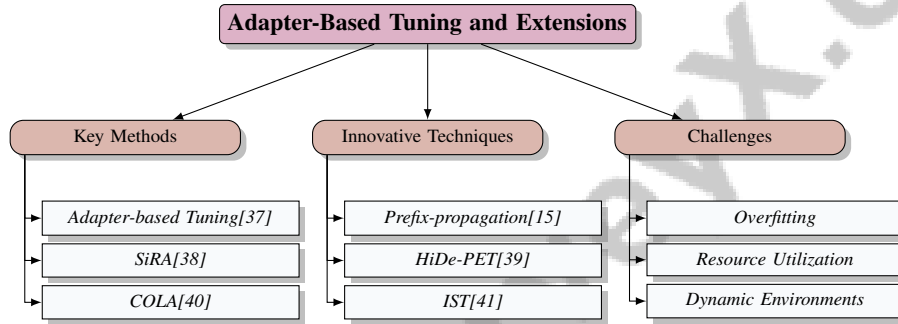 Adapter-Based Tuning and Extensions
Key Methods
Innovative Techniques
Challenges
Adapter-based Tuning[37]
Prefix-propagation[15]
Overfitting
SiRA[38]
HiDe-PET[39]
Resource Utilization
COLA[40]
IST[41]
Dynamic Environments